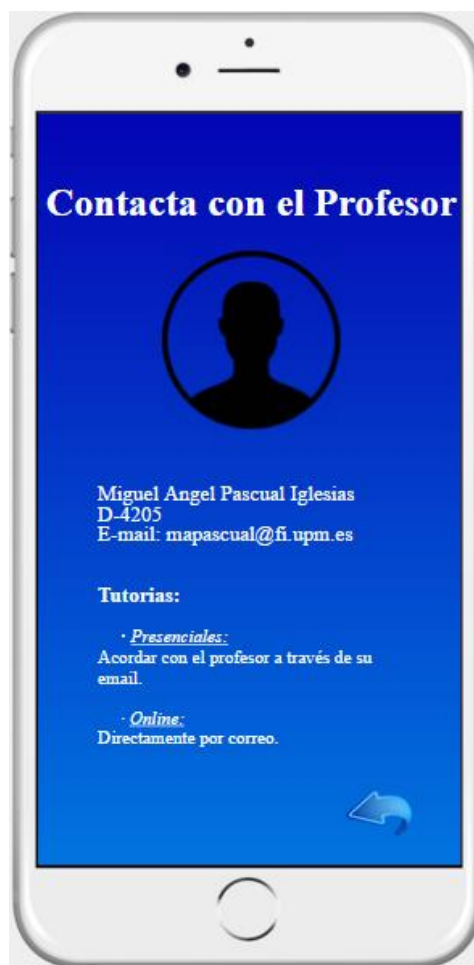 Contacta con el Profesor
Miguel Angel Pascual Iglesias
D-4205
E-mail: mapascual@fi.upm.es
Tutorias:
· Presenciales:
Acordar con el profesor a través de su
email.
· Online:
Directamente por correo.